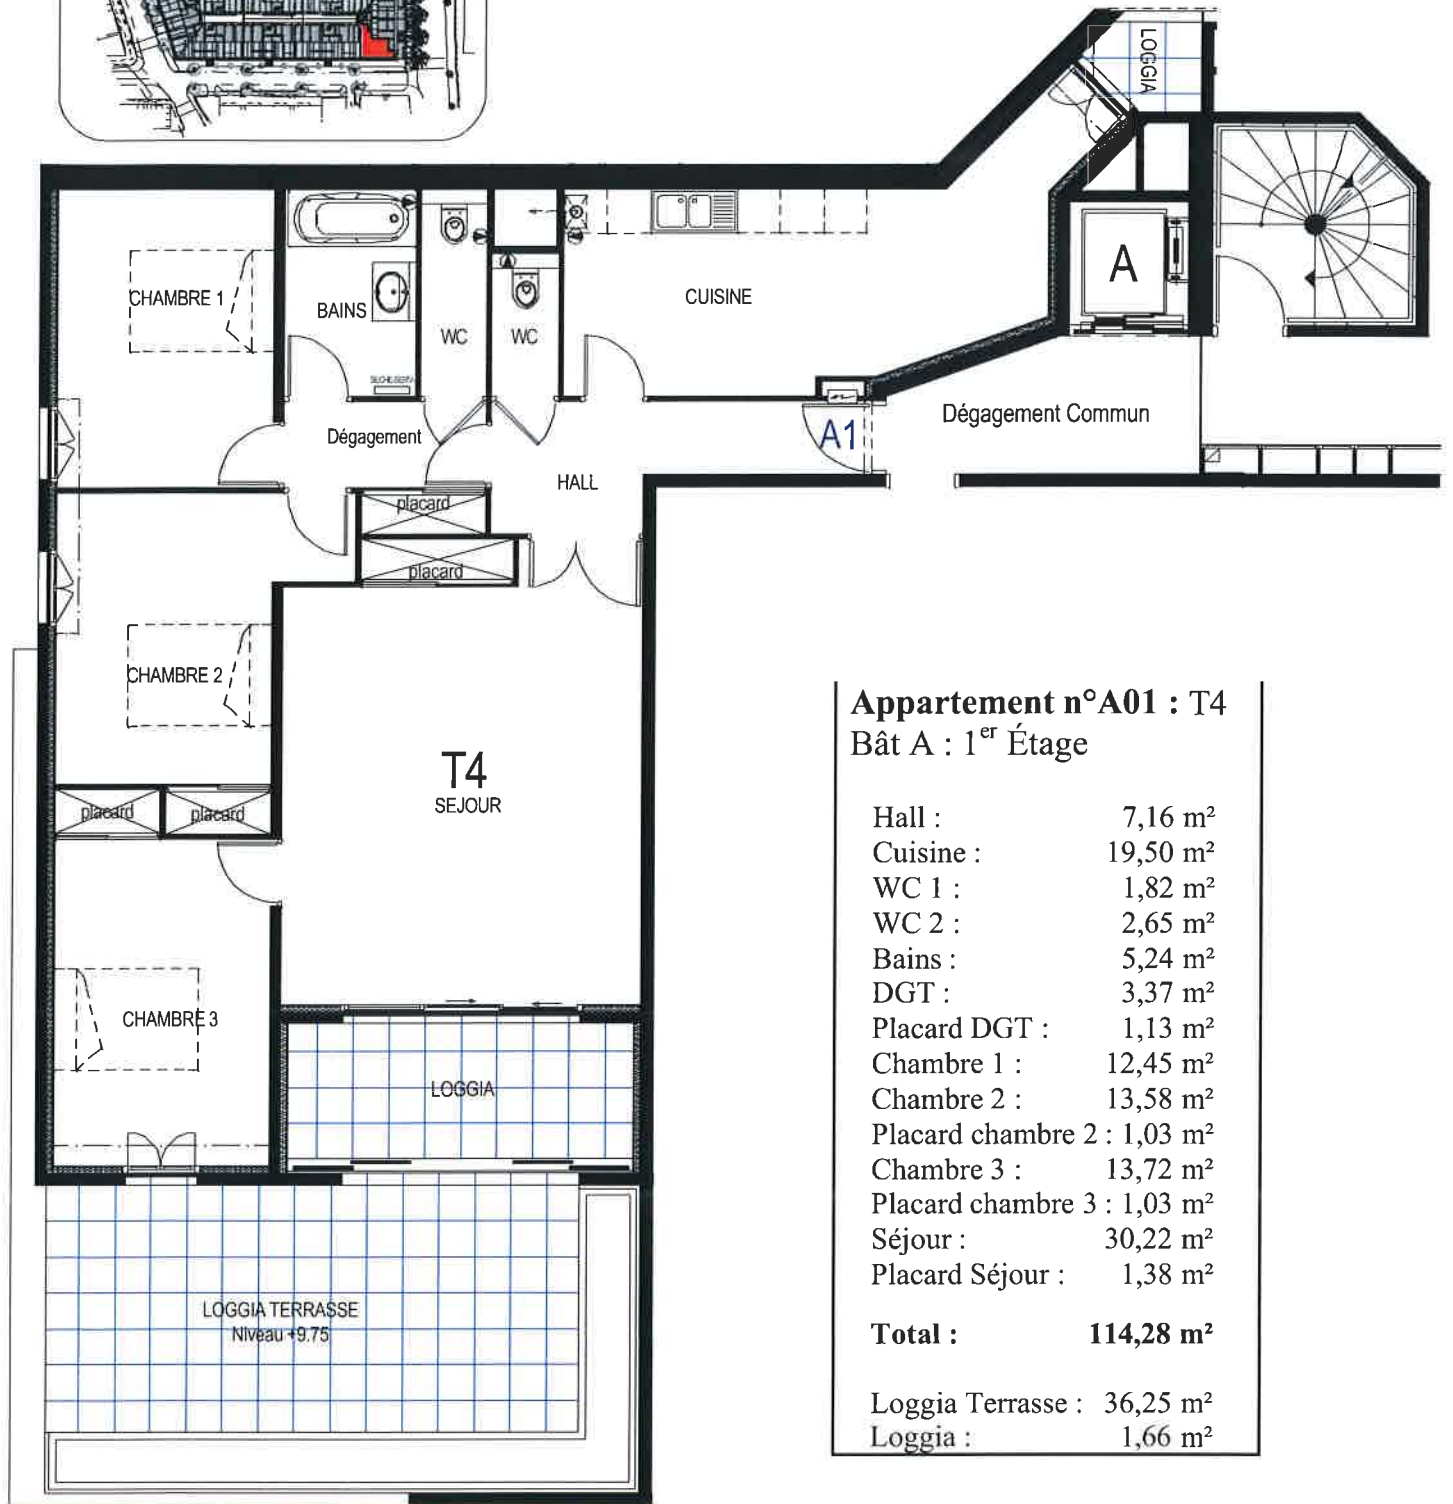 LOGGIA
A
CHAMBRE 1
BAINS
WC
WC
CUISINE
Dégagement
A1
Dégagement Commun
HALL
placard
placard
CHAMBRE 2
T4
SEJOUR
placard
placard
CHAMBRE 3
LOGGIA
LOGGIA TERRASSE
Niveau +9.75
Appartement n°A01 : T4
Bât A : 1er Étage
Hall : 7,16 m²
Cuisine : 19,50 m²
WC 1 : 1,82 m²
WC 2 : 2,65 m²
Bains : 5,24 m²
DGT : 3,37 m²
Placard DGT : 1,13 m²
Chambre 1 : 12,45 m²
Chambre 2 : 13,58 m²
Placard chambre 2 : 1,03 m²
Chambre 3 : 13,72 m²
Placard chambre 3 : 1,03 m²
Séjour : 30,22 m²
Placard Séjour : 1,38 m²
Total : 114,28 m²
Loggia Terrasse : 36,25 m²
Loggia : 1,66 m²